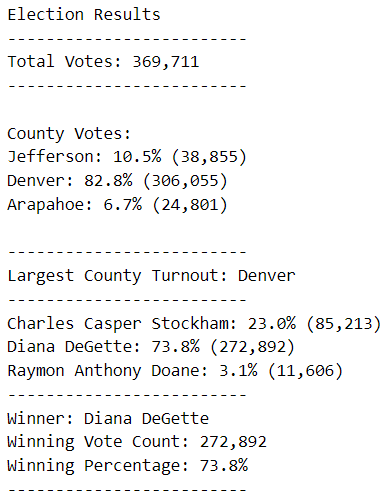 Election Results
-------------------------
Total Votes: 369,711
-------------------------
County Votes:
Jefferson: 10.5% (38,855)
Denver: 82.8% (306,055)
Arapahoe: 6.7% (24,801)
-------------------------
Largest County Turnout: Denver
-------------------------
Charles Casper Stockham: 23.0% (85,213)
Diana DeGette: 73.8% (272,892)
Raymon Anthony Doane: 3.1% (11,606)
-------------------------
Winner: Diana DeGette
Winning Vote Count: 272,892
Winning Percentage: 73.8%
-------------------------